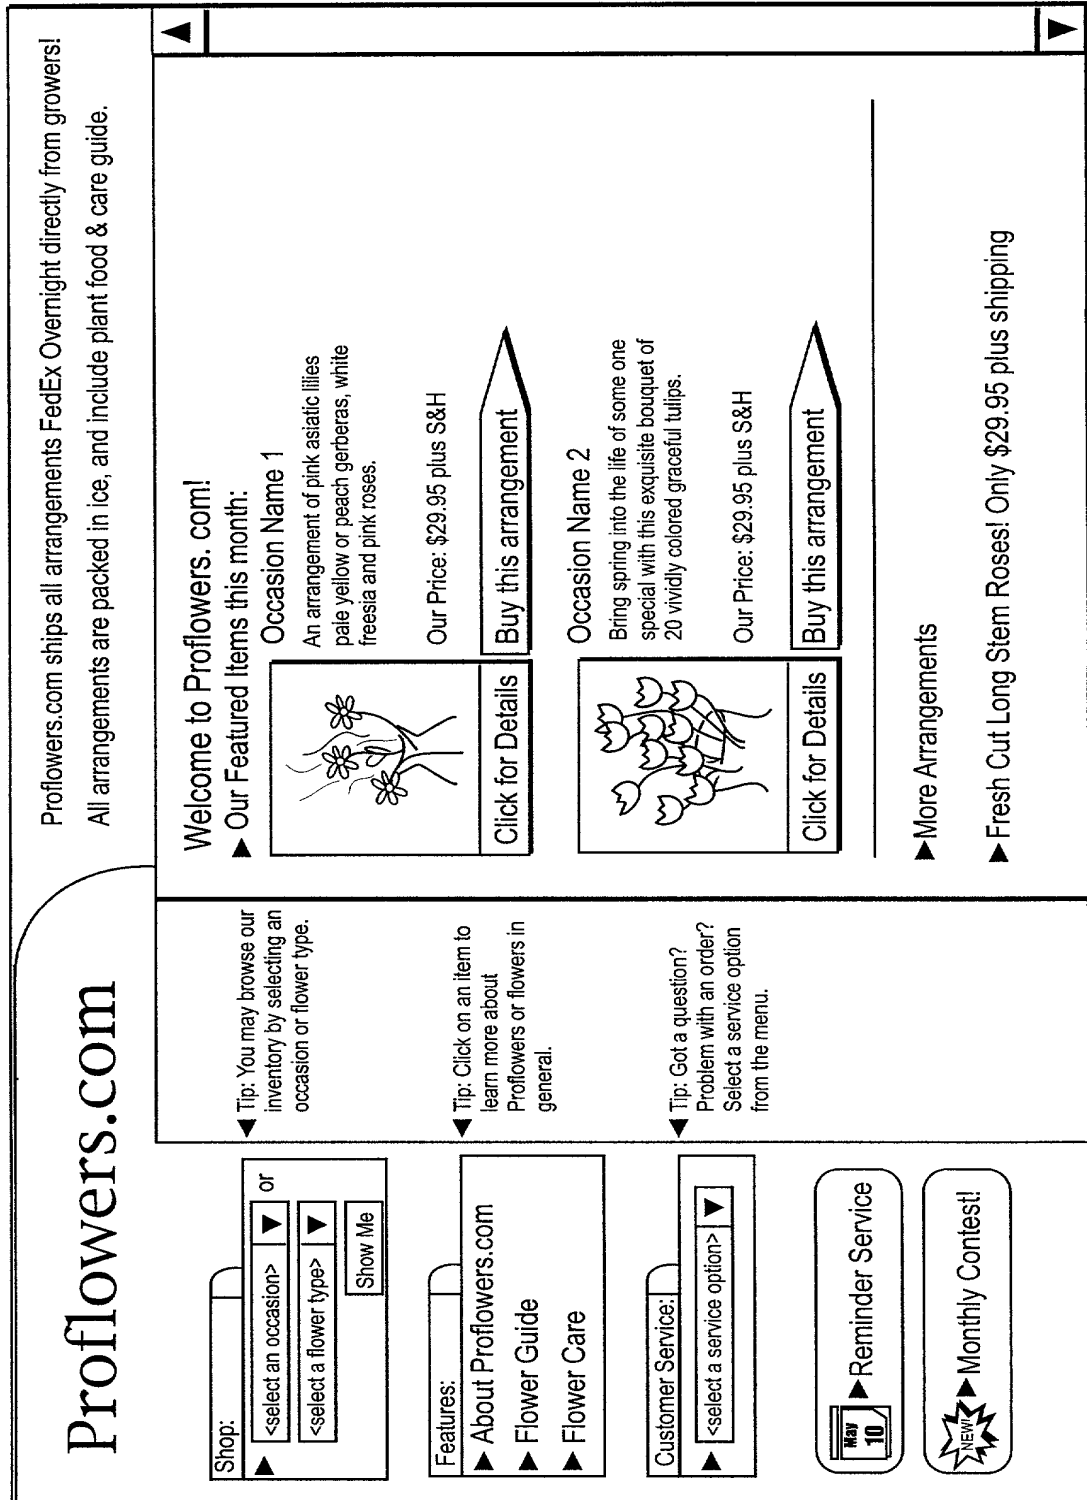 Proflowers.com
Proflowers.com ships all arrangements FedEx Overnight directly from growers!
All arrangements are packed in ice, and include plant food & care guide.
Shop:
<select an occasion>
or
<select a flower type>
Show Me
Tip: You may browse our
inventory by selecting an
occasion or flower type.
Features:
About Proflowers.com
Flower Guide
Flower Care
Tip: Click on an item to
learn more about
Proflowers or flowers in
general.
Customer Service:
<select a service option>
Tip: Got a question?
Problem with an order?
Select a service option
from the menu.
May
10
Reminder Service
NEW!
Monthly Contest!
Welcome to Proflowers. com!
Our Featured Items this month:
Occasion Name 1
An arrangement of pink asiatic lilies
pale yellow or peach gerberas, white
freesia and pink roses.
Our Price: $29.95 plus S&H
Click for Details
Buy this arrangement
Occasion Name 2
Bring spring into the life of some one
special with this exquisite bouquet of
20 vividly colored graceful tulips.
Our Price: $29.95 plus S&H
Click for Details
Buy this arrangement
More Arrangements
Fresh Cut Long Stem Roses! Only $29.95 plus shipping